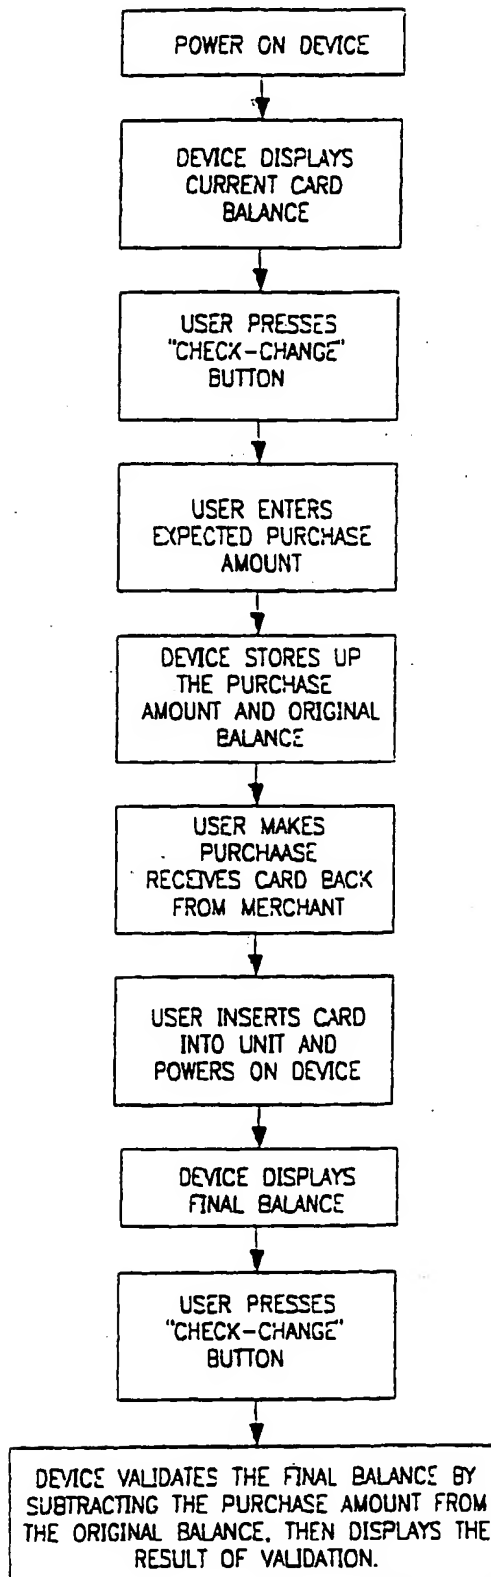 POWER ON DEVICE
DEVICE DISPLAYS
CURRENT CARD
BALANCE
USER PRESSES
"CHECK-CHANGE"
BUTTON
USER ENTERS
EXPECTED PURCHASE
AMOUNT
DEVICE STORES UP
THE PURCHASE
AMOUNT AND ORIGINAL
BALANCE
USER MAKES
PURCHAASE
RECEIVES CARD BACK
FROM MERCHANT
USER INSERTS CARD
INTO UNIT AND
POWERS ON DEVICE
DEVICE DISPLAYS
FINAL BALANCE
USER PRESSES
"CHECK-CHANGE"
BUTTON
DEVICE VALIDATES THE FINAL BALANCE BY
SUBTRACTING THE PURCHASE AMOUNT FROM
THE ORIGINAL BALANCE, THEN DISPLAYS THE
RESULT OF VALIDATION.